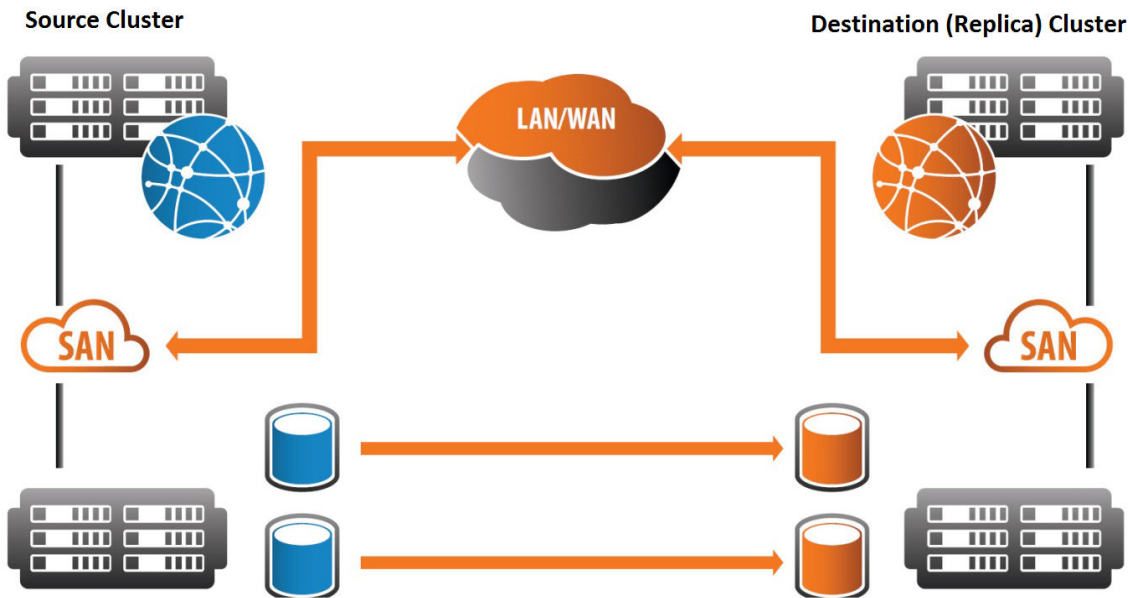 Source Cluster
Destination (Replica) Cluster
LAN/WAN
SAN
SAN